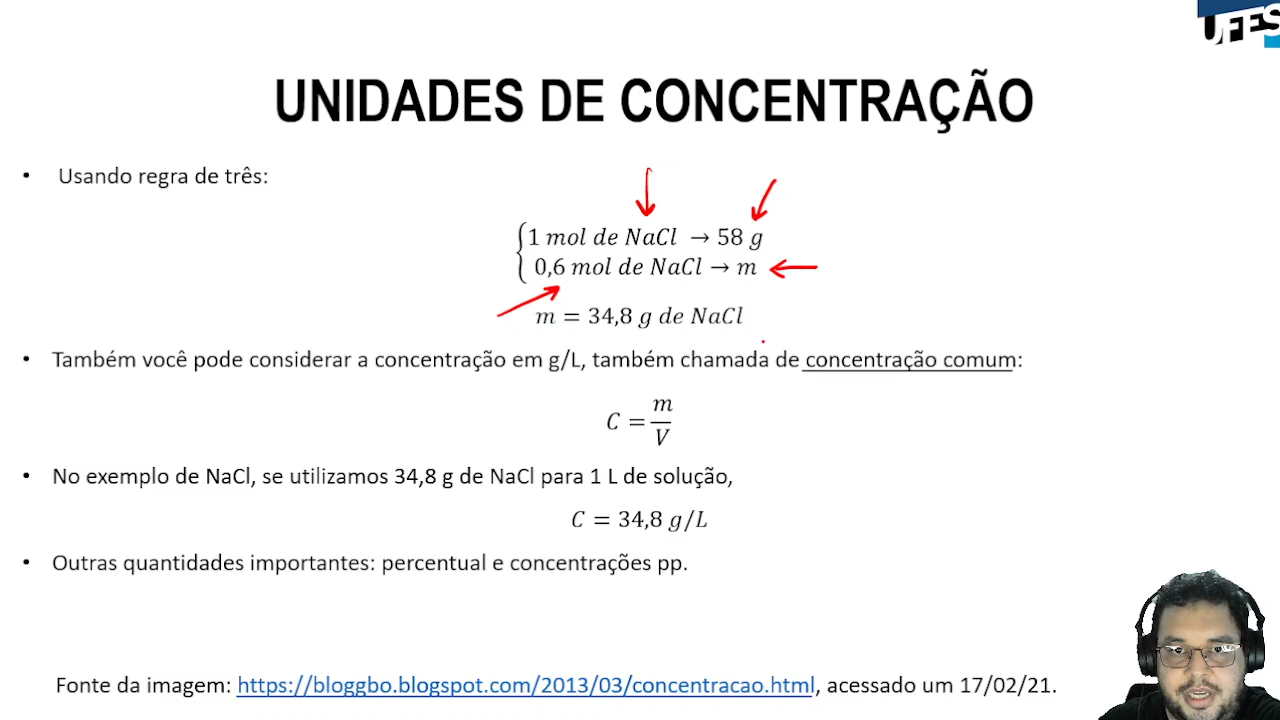 UFES
UNIDADES DE CONCENTRAÇÃO
• Usando regra de três:
1 mol de NaCl → 58 g
0,6 mol de NaCl → m
m = 34,8 g de NaCl
• Também você pode considerar a concentração em g/L, também chamada de concentração comum:
C = m/V
• No exemplo de NaCl, se utilizamos 34,8 g de NaCl para 1 L de solução,
C = 34,8 g/L
• Outras quantidades importantes: percentual e concentrações pp.
Fonte da imagem: https://bloggbo.blogspot.com/2013/03/concentracao.html, acessado um 17/02/21.